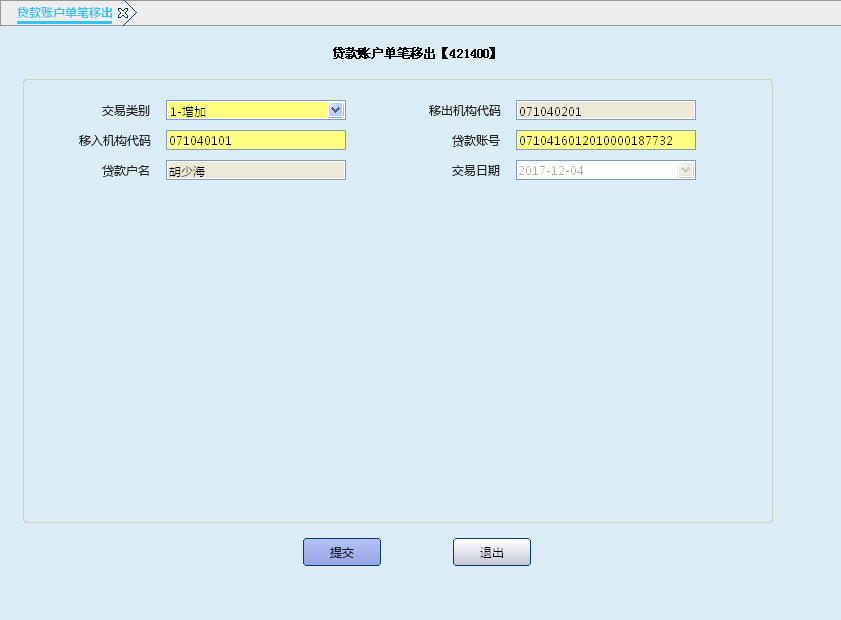 贷款账户单笔移出
贷款账户单笔移出【421400】
交易类别 1-增加 移出机构代码 071040201
移入机构代码 071040101 贷款账号 0710416012010000187732
贷款户名 胡少海 交易日期 2017-12-04
提交 退出